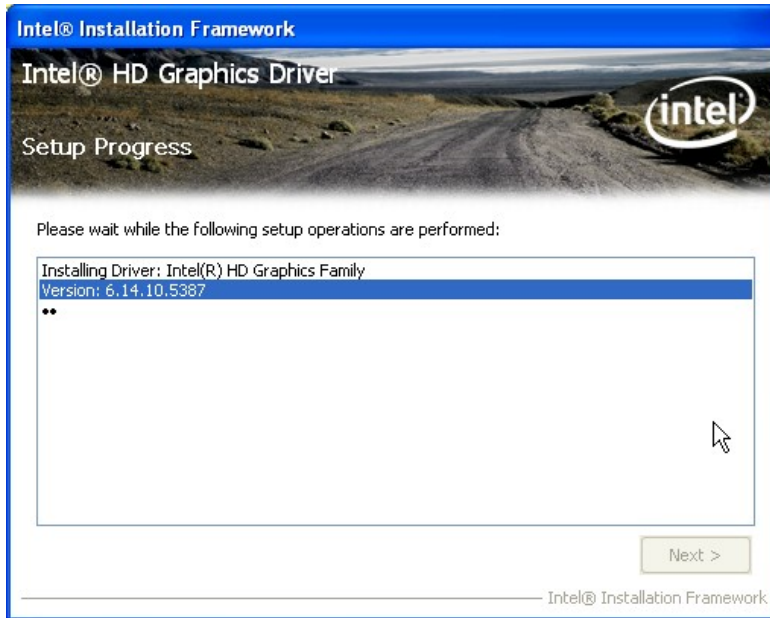 Intel® Installation Framework
Intel® HD Graphics Driver
intel
Setup Progress
Please wait while the following setup operations are performed:
Installing Driver: Intel(R) HD Graphics Family
Version: 6.14.10.5387
••
Next >
Intel® Installation Framework